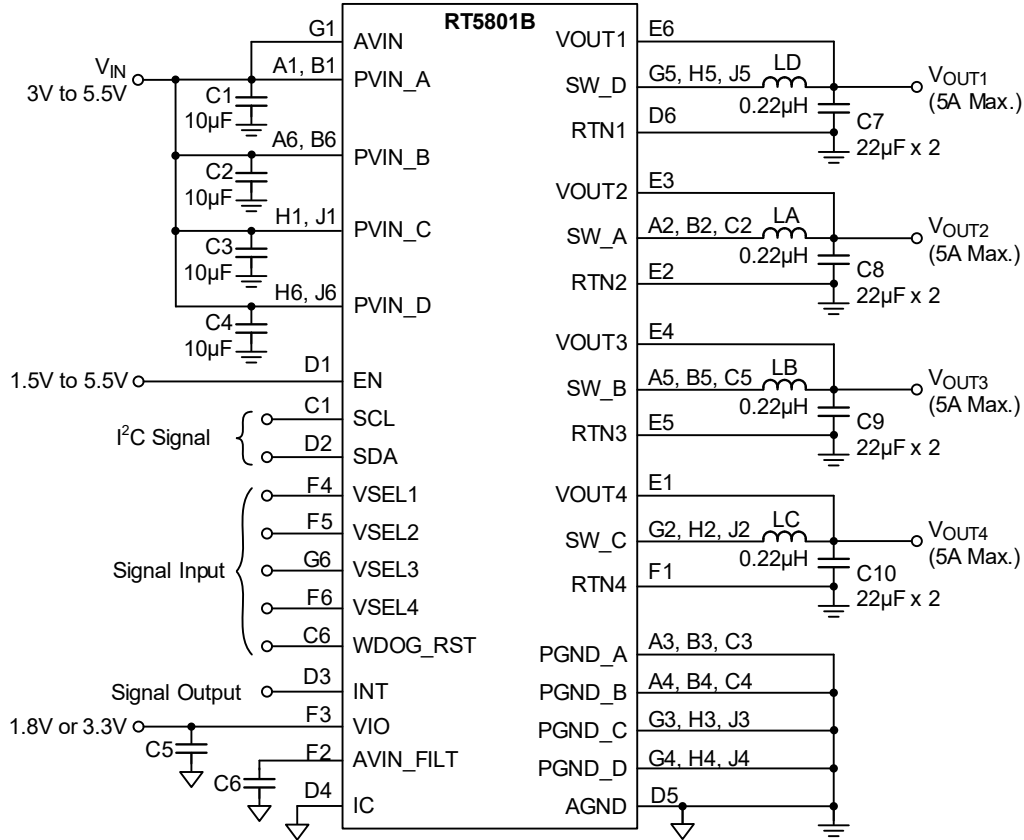 RT5801B
G1
AVIN
VIN
3V to 5.5V
A1, B1
PVIN_A
C1
10µF
A6, B6
PVIN_B
C2
10µF
H1, J1
PVIN_C
C3
10µF
H6, J6
PVIN_D
C4
10µF
1.5V to 5.5V
D1
EN
I²C Signal
C1
SCL
D2
SDA
Signal Input
F4
VSEL1
F5
VSEL2
G6
VSEL3
F6
VSEL4
C6
WDOG_RST
Signal Output
D3
INT
1.8V or 3.3V
F3
VIO
C5
F2
AVIN_FILT
C6
D4
IC
VOUT1
E6
SW_D
G5, H5, J5
LD
0.22µH
VOUT1
(5A Max.)
RTN1
D6
C7
22µF x 2
VOUT2
E3
SW_A
A2, B2, C2
LA
0.22µH
VOUT2
(5A Max.)
RTN2
E2
C8
22µF x 2
VOUT3
E4
SW_B
A5, B5, C5
LB
0.22µH
VOUT3
(5A Max.)
RTN3
E5
C9
22µF x 2
VOUT4
E1
SW_C
G2, H2, J2
LC
0.22µH
VOUT4
(5A Max.)
RTN4
F1
C10
22µF x 2
PGND_A
A3, B3, C3
PGND_B
A4, B4, C4
PGND_C
G3, H3, J3
PGND_D
G4, H4, J4
AGND
D5